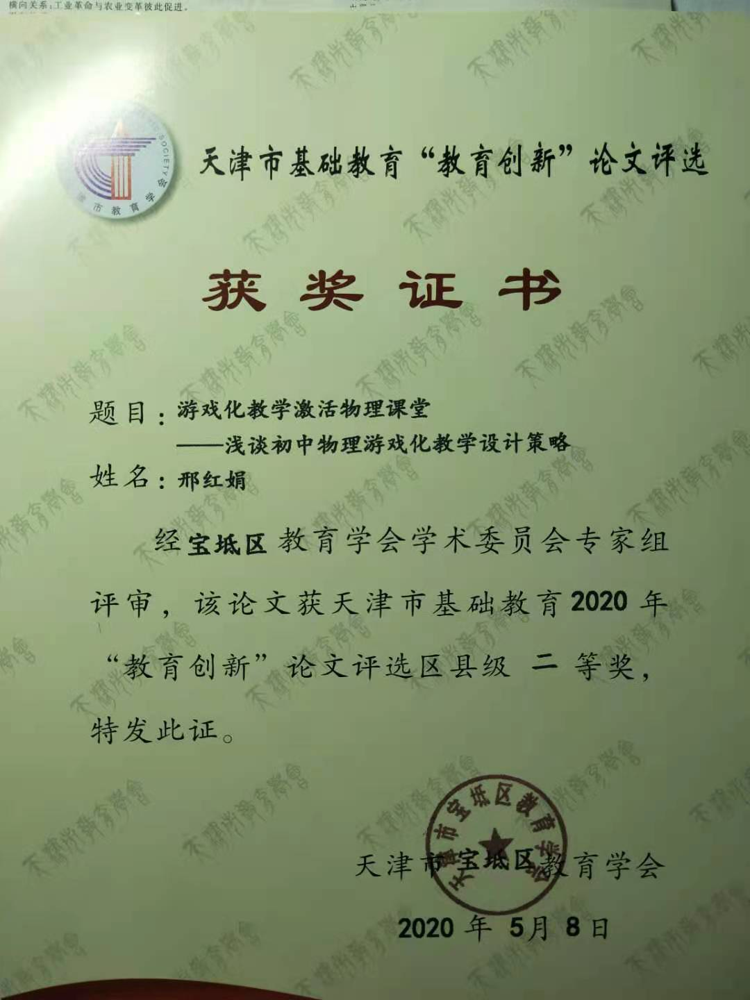 横向关系:工业革命与农业变革彼此促进。
SOCIETY
津市教育学会
天津市基础教育“教育创新”论文评选
获奖证书
题目:游戏化教学激活物理课堂
——浅谈初中物理游戏化教学设计策略
姓名:邢红娟
经宝坻区教育学会学术委员会专家组
评审,该论文获天津市基础教育2020年
“教育创新”论文评选区县级 二 等奖,
特发此证。
天津市宝坻区教育学会
天津市宝坻区教育学会
2020 年 5月 8日